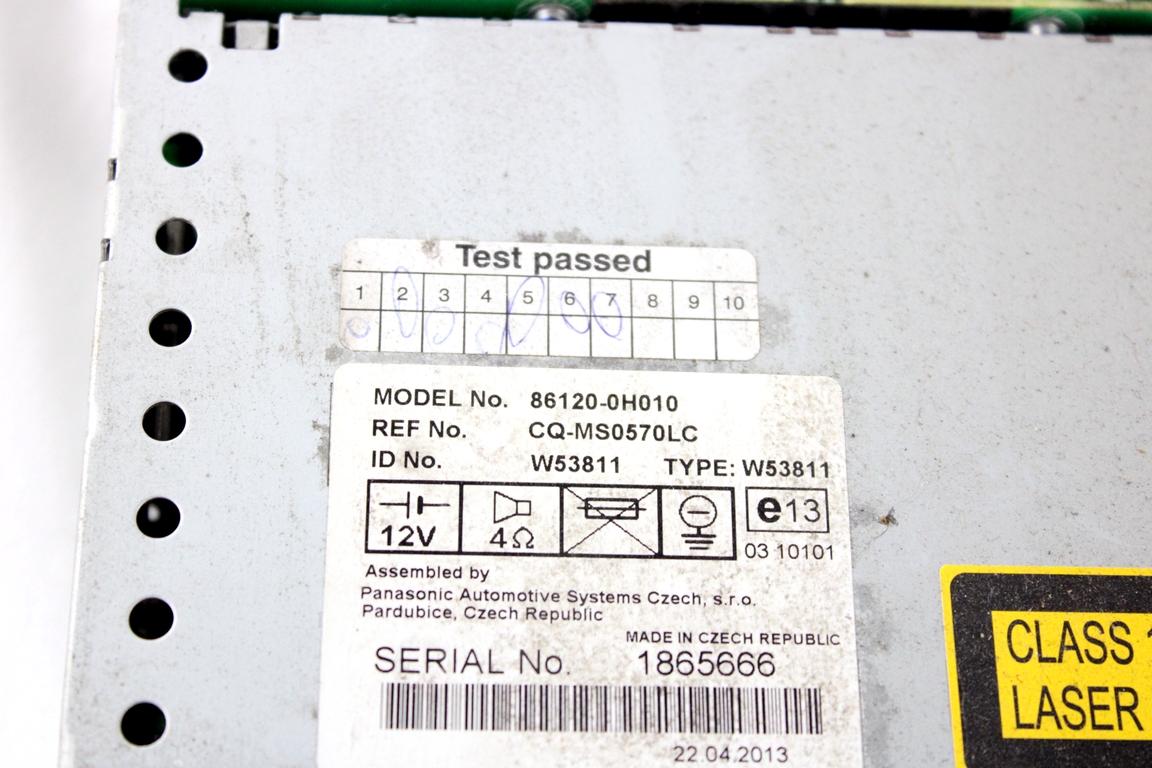 Test passed
1 2 3 4 5 6 7 8 9 10
MODEL No. 86120-0H010
REF No. CQ-MS0570LC
ID No. W53811 TYPE: W53811
12V 4Ω e13
03 10101
Assembled by
Panasonic Automotive Systems Czech, s.r.o.
Pardubice, Czech Republic
MADE IN CZECH REPUBLIC
SERIAL No. 1865666
22.04.2013
CLASS 1
LASER